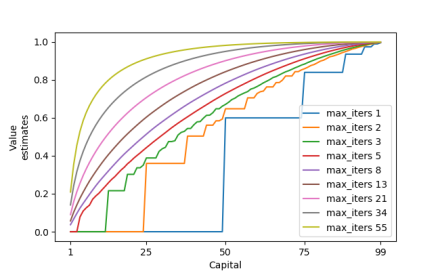 1.0
0.8
0.6
0.4
0.2
0.0
Value
estimates
1
25
50
75
99
Capital
max_iters 1
max_iters 2
max_iters 3
max_iters 5
max_iters 8
max_iters 13
max_iters 21
max_iters 34
max_iters 55